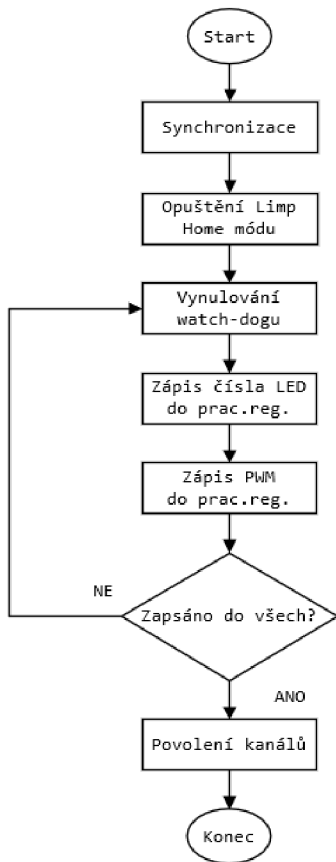 Start
Synchronizace
Opuštění Limp
Home módu
Vynulování
watch-dogu
Zápis čísla LED
do prac.reg.
Zápis PWM
do prac.reg.
NE
Zapsáno do všech?
ANO
Povolení kanálů
Konec